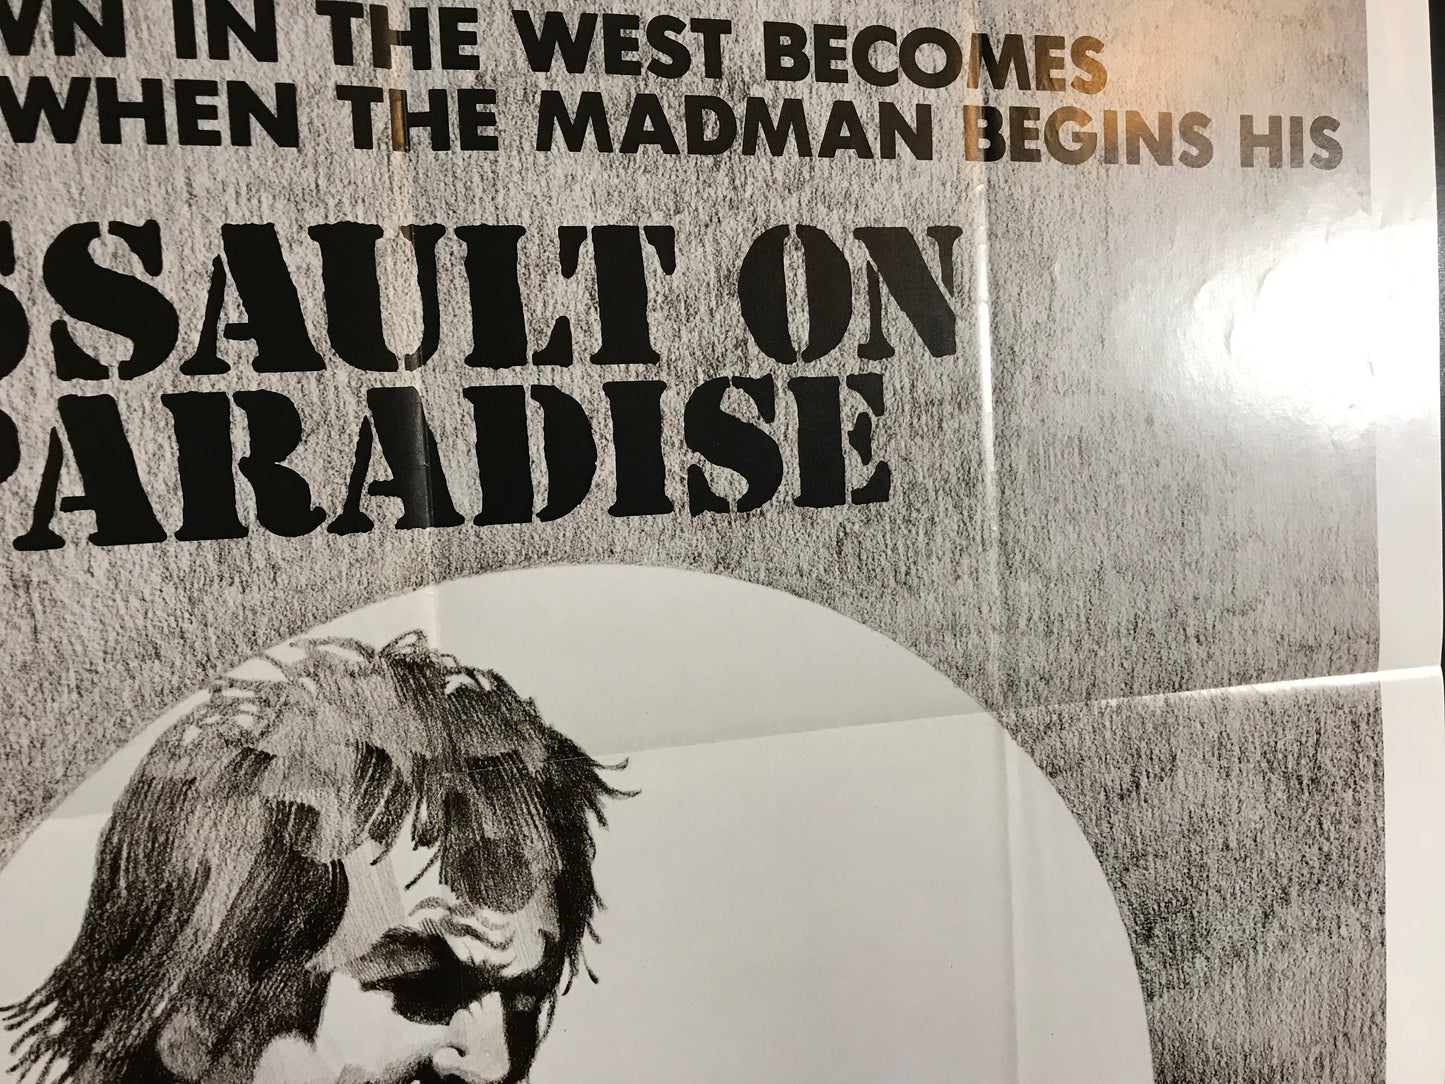 WN IN THE WEST BECOMES
WHEN THE MADMAN BEGINS HIS
SSAULT ON
PARADISE